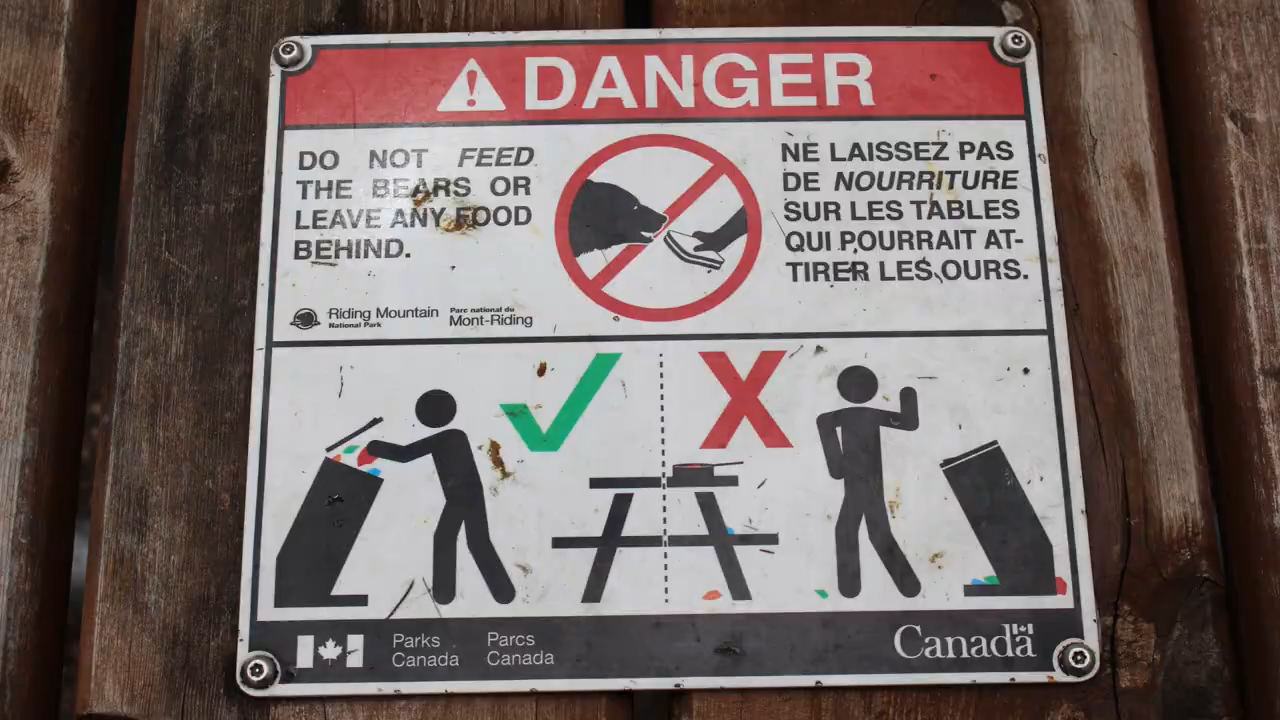 DANGER
DO NOT FEED
THE BEARS OR
LEAVE ANY FOOD
BEHIND.
NE LAISSEZ PAS
DE NOURRITURE
SUR LES TABLES
QUI POURRAIT AT-
TIRER LES OURS.
Riding Mountain
National Park
Parc national du
Mont-Riding
X
Parks
Canada
Parcs
Canada
Canada